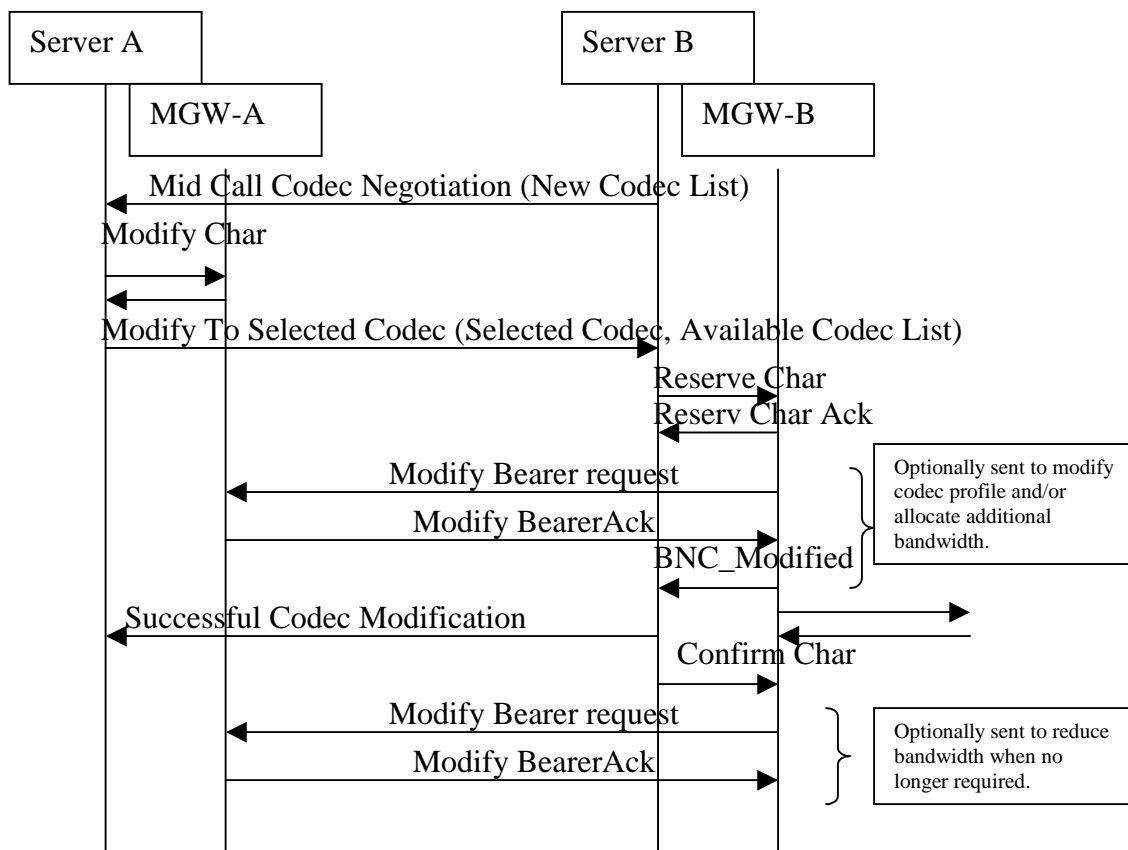 Server A
Server B
MGW-A
MGW-B
Mid Call Codec Negotiation (New Codec List)
Modify Char
Modify To Selected Codec (Selected Codec, Available Codec List)
Reserve Char
Reserv Char Ack
Modify Bearer request
Optionally sent to modify
codec profile and/or
allocate additional
bandwidth.
Modify BearerAck
BNC_Modified
Successful Codec Modification
Confirm Char
Modify Bearer request
Optionally sent to reduce
bandwidth when no
longer required.
Modify BearerAck